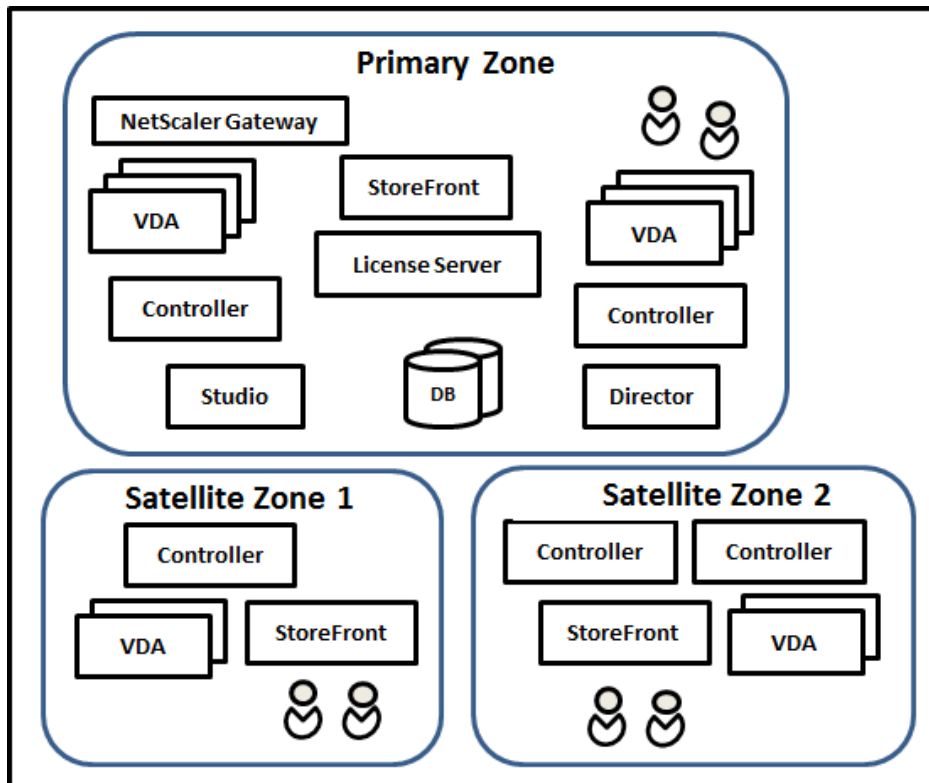 Primary Zone
NetScaler Gateway
StoreFront
VDA
VDA
License Server
Controller
Controller
Studio
DB
Director
Satellite Zone 1
Controller
VDA
StoreFront
Satellite Zone 2
Controller
Controller
StoreFront
VDA